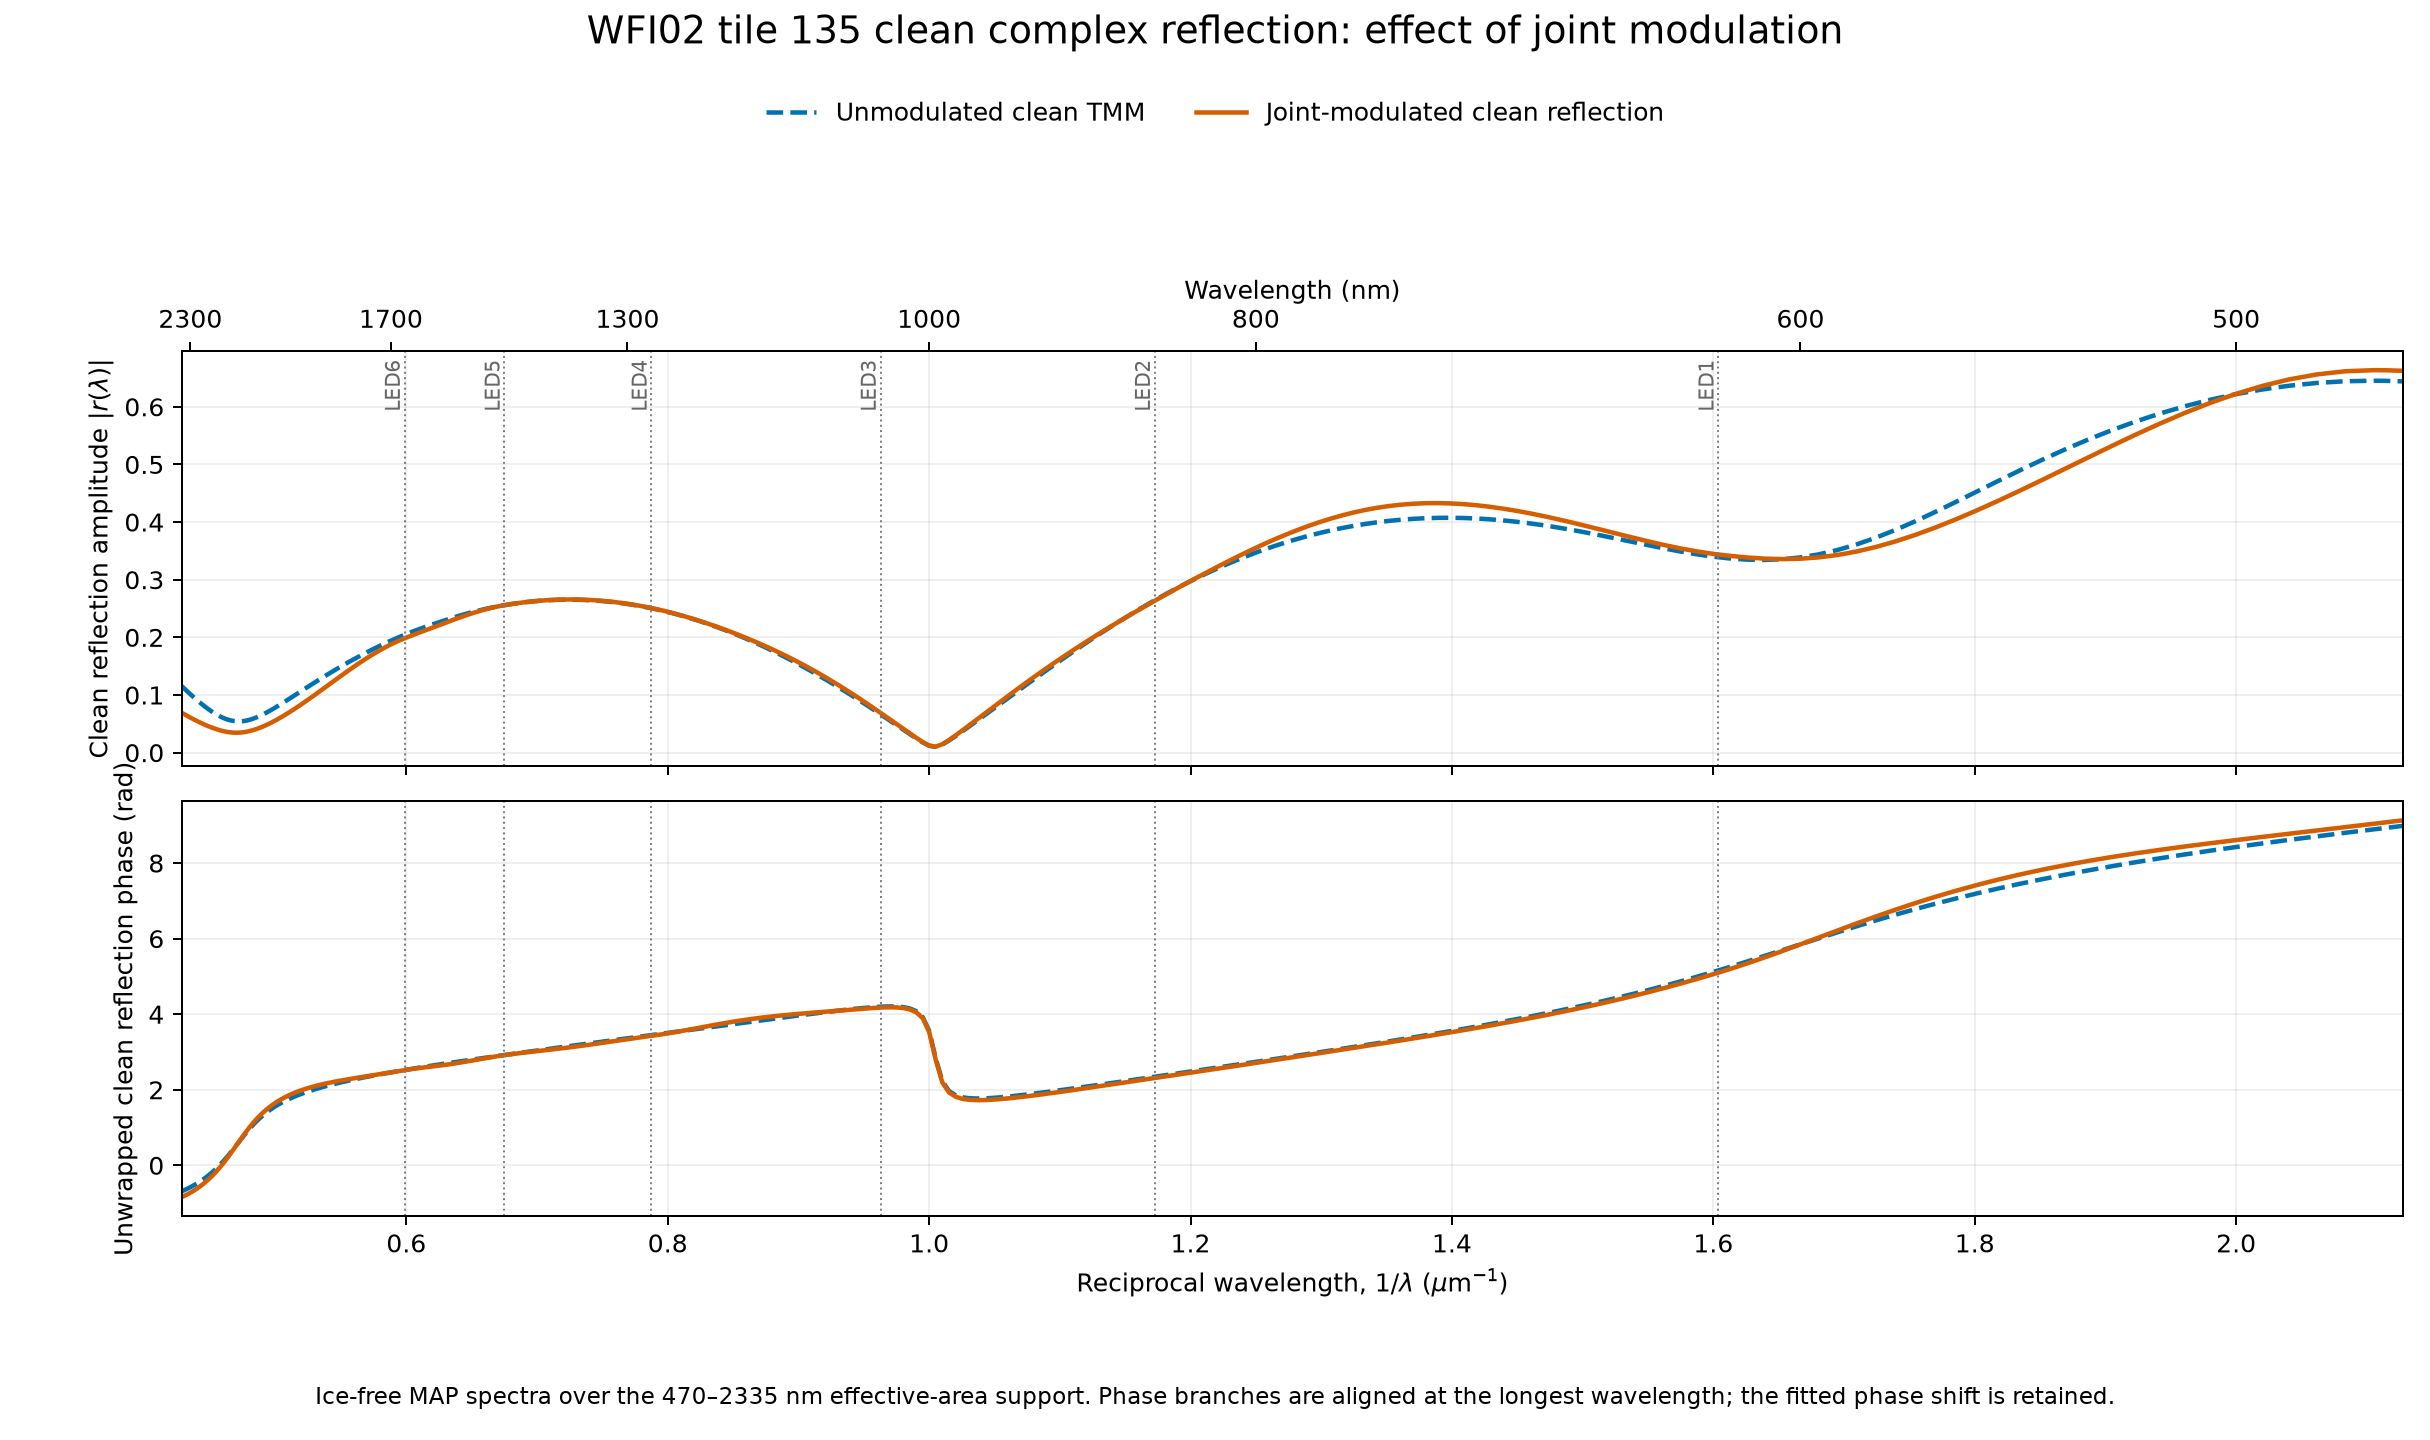 WFI02 tile 135 clean complex reflection: effect of joint modulation
Unmodulated clean TMM
Joint-modulated clean reflection
Wavelength (nm)
2300 1700 1300 1000 800 600 500
Clean reflection amplitude |r(λ)|
0.6
0.5
0.4
0.3
0.2
0.1
0.0
LED6
LED5
LED4
LED3
LED2
LED1
Unwrapped clean reflection phase (rad)
8
6
4
2
0
0.6 0.8 1.0 1.2 1.4 1.6 1.8 2.0
Reciprocal wavelength, 1/λ (μm⁻¹)
Ice-free MAP spectra over the 470–2335 nm effective-area support. Phase branches are aligned at the longest wavelength; the fitted phase shift is retained.